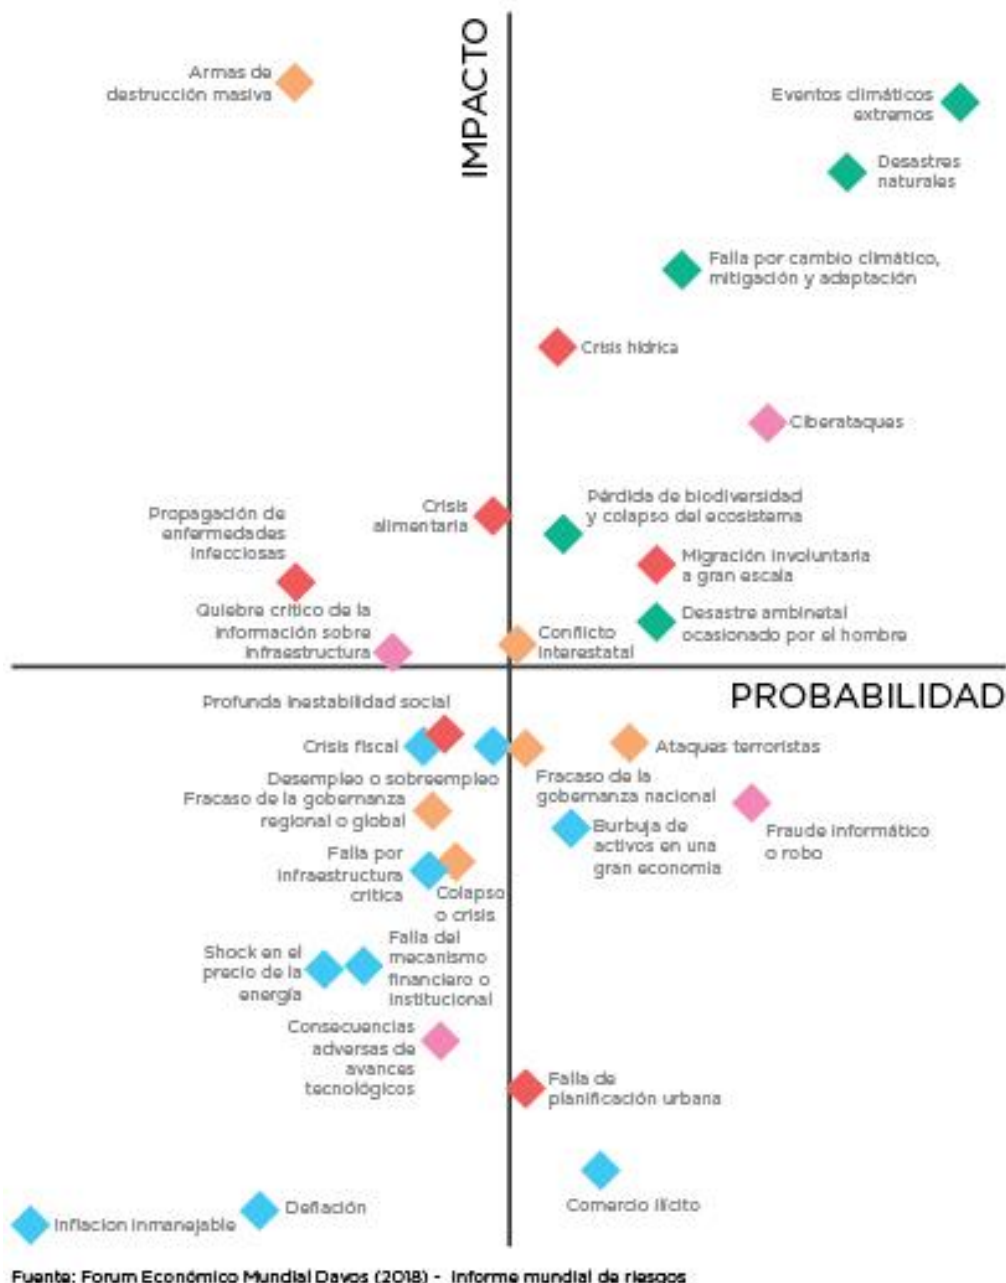 IMPACTO
Armas de
destrucción masiva
Eventos climáticos
extremos
Desastres
naturales
Falla por cambio climático,
mitigación y adaptación
Crisis hídrica
Ciberataques
Crisis
alimentaria
Pérdida de biodiversidad
y colapso del ecosistema
Propagación de
enfermedades
infecciosas
Migración involuntaria
a gran escala
Quiebre crítico de la
información sobre
infraestructura
Desastre ambinetal
ocasionado por el hombre
Conflicto
interestatal
PROBABILIDAD
Profunda inestabilidad social
Crisis fiscal
Ataques terroristas
Desempleo o sobreempleo
Fracaso de la
gobernanza nacional
Fracaso de la gobernanza
regional o global
Burbuja de
activos en una
gran economía
Fraude informático
o robo
Falla por
infraestructura
crítica
Colapso
o crisis
Shock en el
precio de la
energía
Falla del
mecanismo
financiero o
institucional
Consecuencias
adversas de
avances
tecnológicos
Falla de
planificación urbana
Comercio ilícito
Deflación
Inflacion inmanejable
Fuente: Forum Económico Mundial Davos (2018) - Informe mundial de riesgos